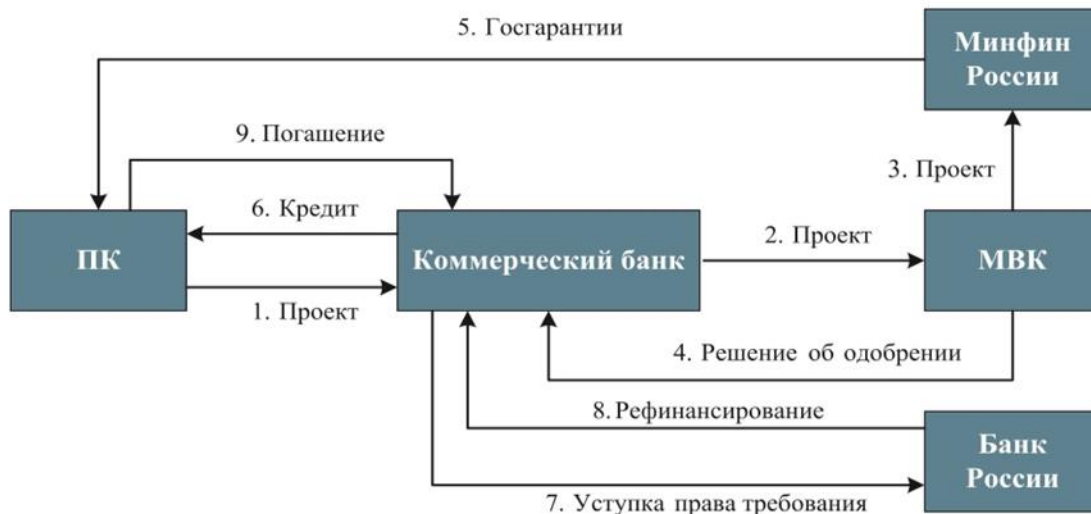 5. Госгарантии
Минфин
России
9. Погашение
3. Проект
6. Кредит
2. Проект
ПК
Коммерческий банк
МВК
1. Проект
4. Решение об одобрении
8.Рефинансирование
Банк
России
7. Уступка права требования